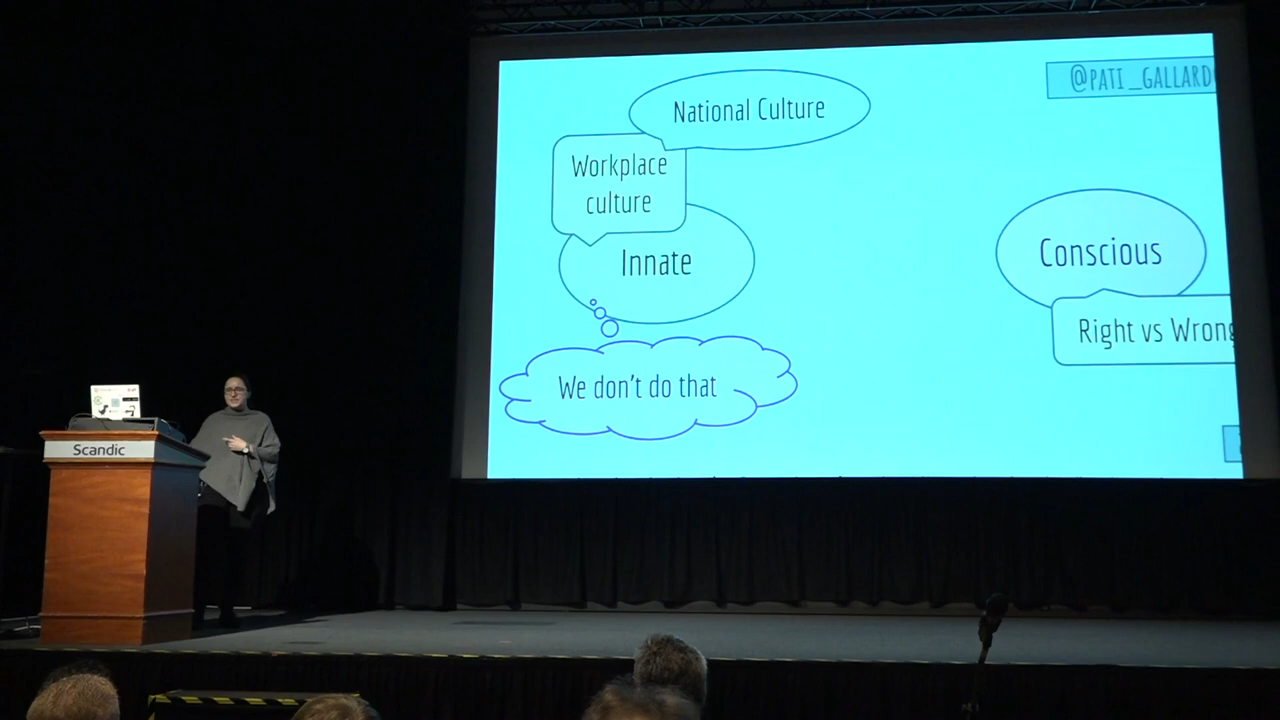 National Culture
@PATI_GALLARD
Workplace
culture
Innate
Conscious
Right vs Wrong
We don't do that
Scandic